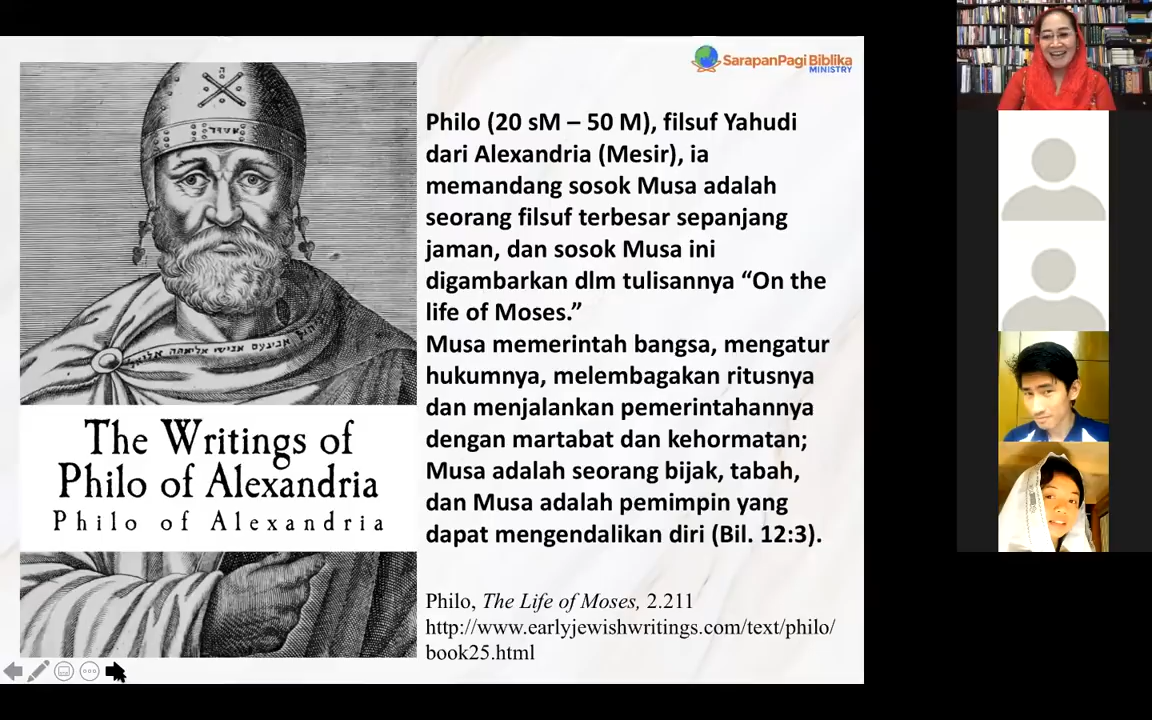 SarapanPagi Biblika
MINISTRY
Philo (20 sM – 50 M), filsuf Yahudi
dari Alexandria (Mesir), ia
memandang sosok Musa adalah
seorang filsuf terbesar sepanjang
jaman, dan sosok Musa ini
digambarkan dlm tulisannya “On the
life of Moses.”
Musa memerintah bangsa, mengatur
hukumnya, melembagakan ritusnya
dan menjalankan pemerintahannya
dengan martabat dan kehormatan;
Musa adalah seorang bijak, tabah,
dan Musa adalah pemimpin yang
dapat mengendalikan diri (Bil. 12:3).
Philo, The Life of Moses, 2.211
http://www.earlyjewishwritings.com/text/philo/
book25.html
The Writings of
Philo of Alexandria
Philo of Alexandria